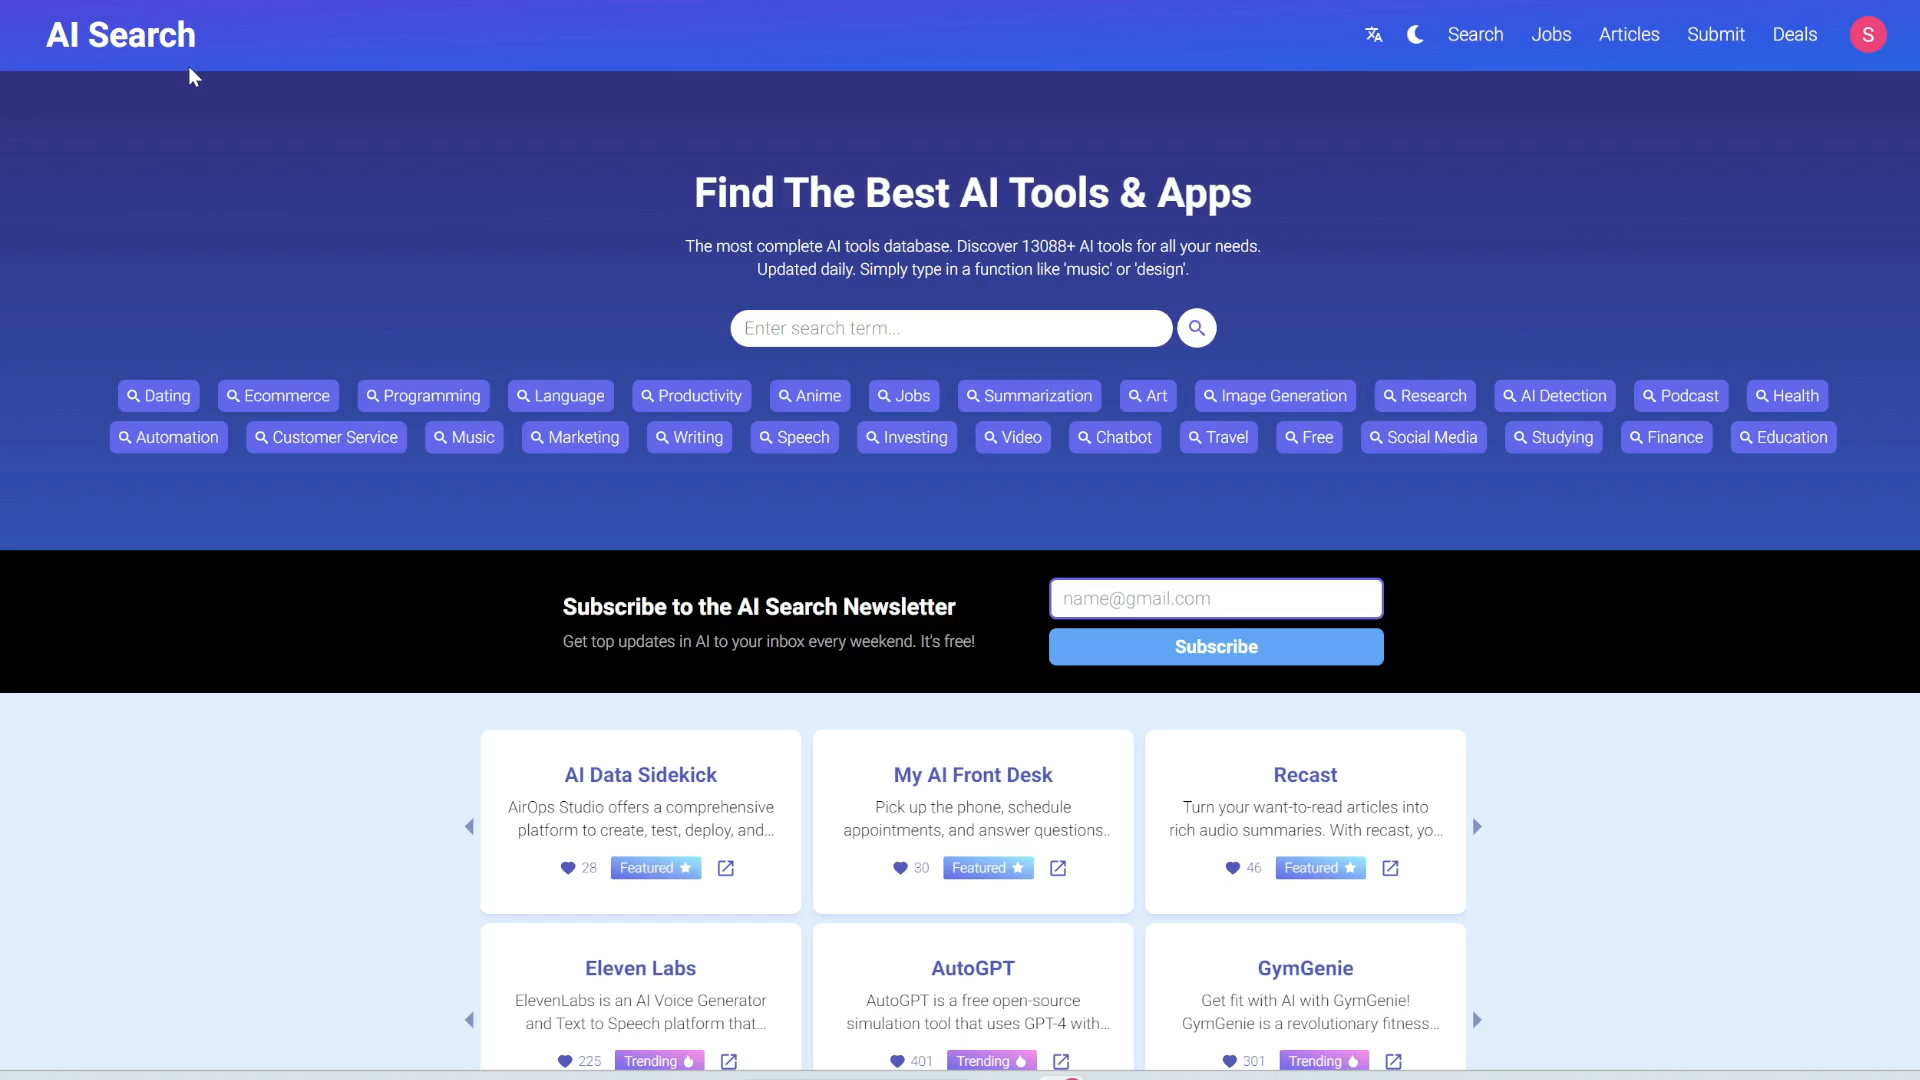 AI Search
Search Jobs Articles Submit Deals S
Find The Best AI Tools & Apps
The most complete AI tools database. Discover 13088+ AI tools for all your needs.
Updated daily. Simply type in a function like 'music' or 'design'.
Enter search term...
Dating Ecommerce Programming Language Productivity Anime Jobs Summarization Art Image Generation Research AI Detection Podcast Health
Automation Customer Service Music Marketing Writing Speech Investing Video Chatbot Travel Free Social Media Studying Finance Education
Subscribe to the AI Search Newsletter
Get top updates in AI to your inbox every weekend. It's free!
name@gmail.com
Subscribe
AI Data Sidekick
AirOps Studio offers a comprehensive
platform to create, test, deploy, and...
28 Featured
My AI Front Desk
Pick up the phone, schedule
appointments, and answer questions..
30 Featured
Recast
Turn your want-to-read articles into
rich audio summaries. With recast, yo...
46 Featured
Eleven Labs
ElevenLabs is an AI Voice Generator
and Text to Speech platform that...
225 Trending
AutoGPT
AutoGPT is a free open-source
simulation tool that uses GPT-4 with...
401 Trending
GymGenie
Get fit with AI with GymGenie!
GymGenie is a revolutionary fitness...
301 Trending